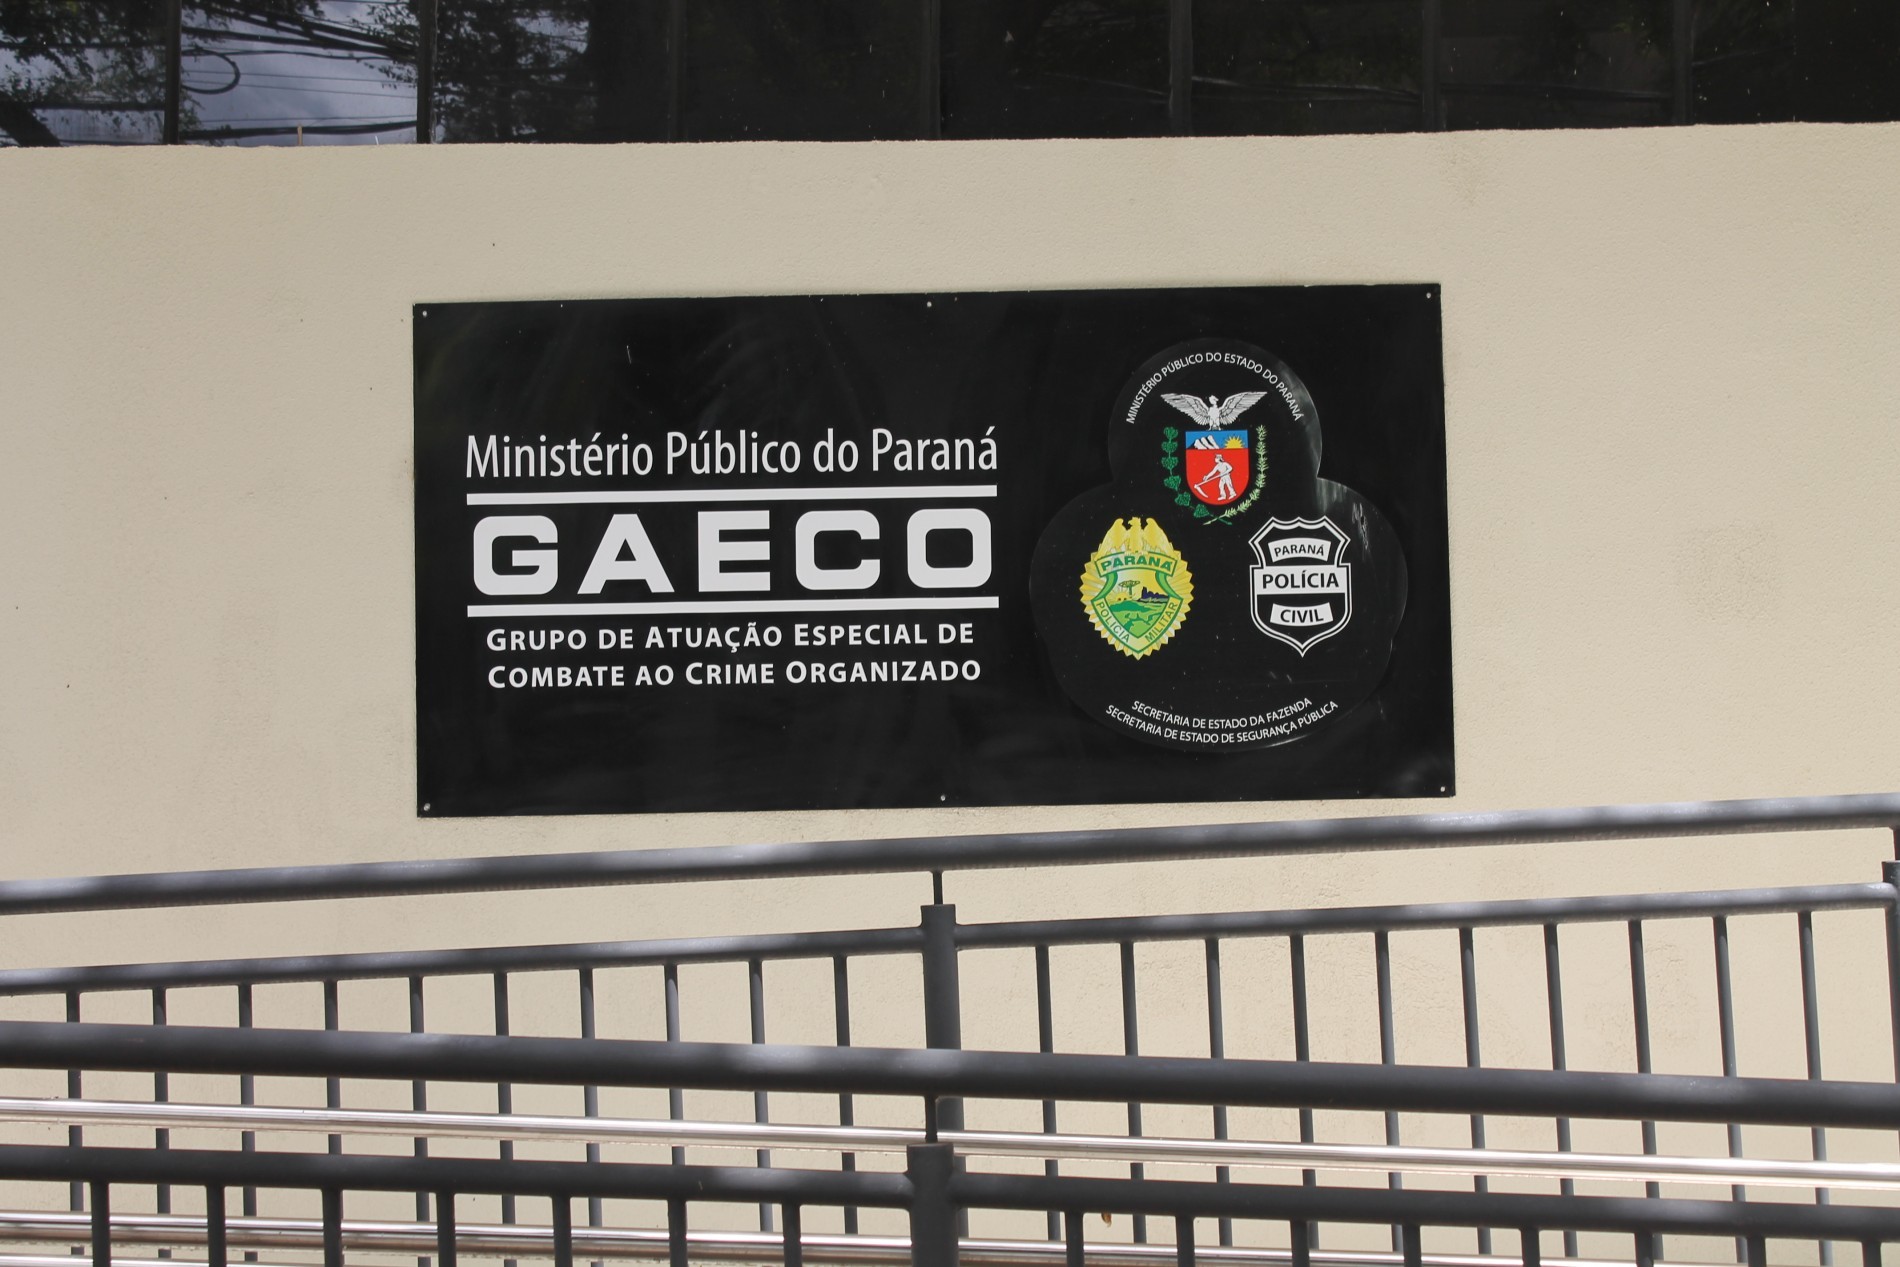 Ministério Público do Paraná
GAECO
GRUPO DE ATUAÇÃO ESPECIAL DE
COMBATE AO CRIME ORGANIZADO
MINISTÉRIO PÚBLICO DO ESTADO DO PARANÁ
PARANÁ
POLÍCIA MILITAR
PARANÁ
POLÍCIA
CIVIL
SECRETARIA DE ESTADO DA FAZENDA
SECRETARIA DE ESTADO DE SEGURANÇA PÚBLICA